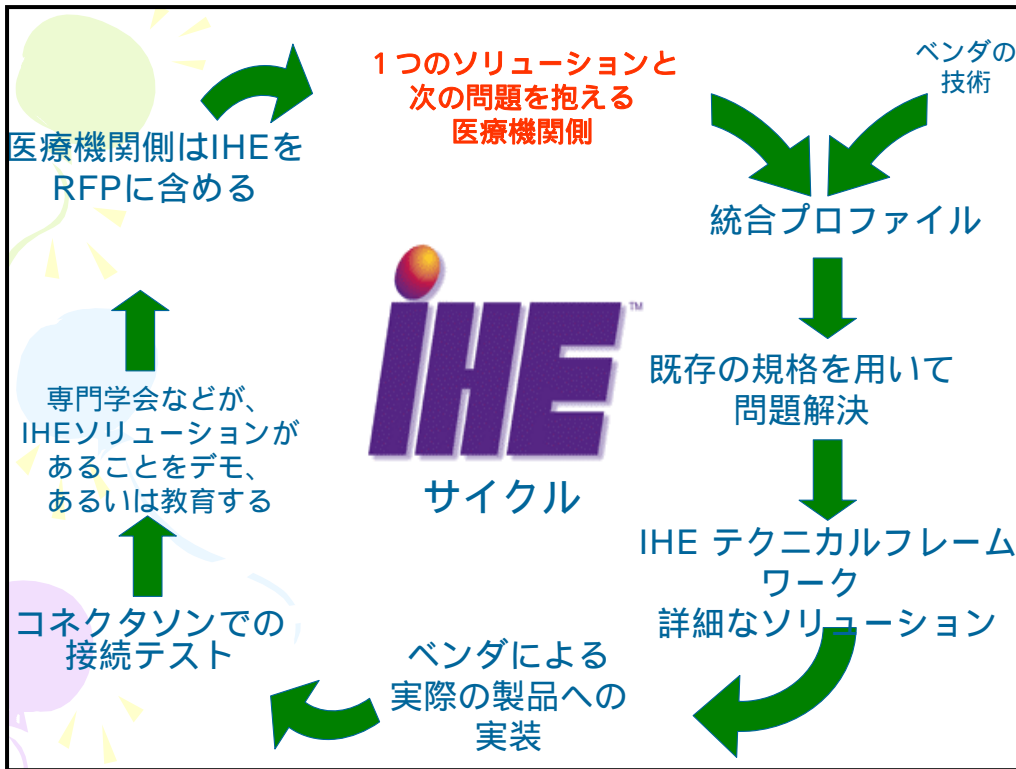 １つのソリューションと
次の問題を抱える
医療機関側
ベンダの
技術
統合プロファイル
既存の規格を用いて
問題解決
IHE テクニカルフレーム
ワーク
詳細なソリューション
ベンダによる
実際の製品への
実装
コネクタソンでの
接続テスト
専門学会などが、
IHEソリューションが
あることをデモ、
あるいは教育する
医療機関側はIHEを
RFPに含める
IHE™
サイクル